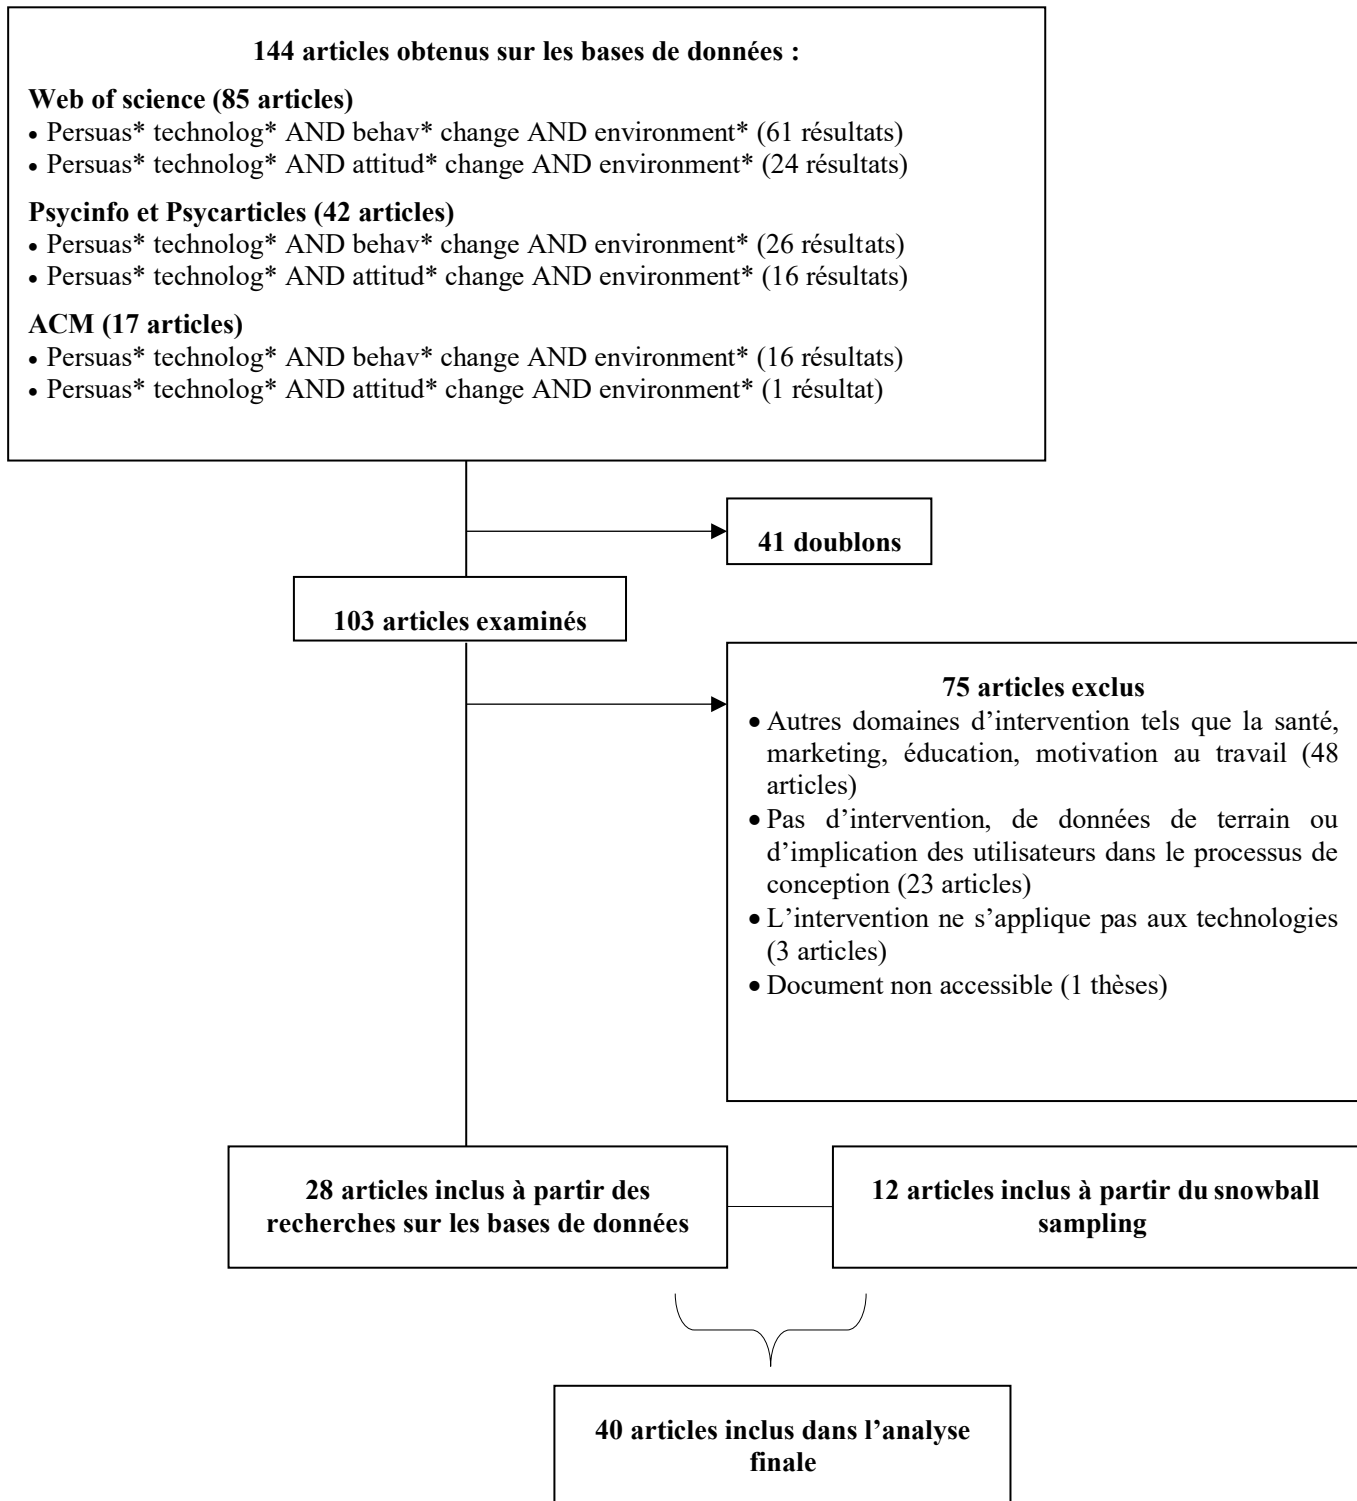 144 articles obtenus sur les bases de données :
Web of science (85 articles)
• Persuas* technolog* AND behav* change AND environment* (61 résultats)
• Persuas* technolog* AND attitud* change AND environment* (24 résultats)
Psycinfo et Psycarticles (42 articles)
• Persuas* technolog* AND behav* change AND environment* (26 résultats)
• Persuas* technolog* AND attitud* change AND environment* (16 résultats)
ACM (17 articles)
• Persuas* technolog* AND behav* change AND environment* (16 résultats)
• Persuas* technolog* AND attitud* change AND environment* (1 résultat)
41 doublons
103 articles examinés
75 articles exclus
• Autres domaines d’intervention tels que la santé,
marketing, éducation, motivation au travail (48
articles)
• Pas d’intervention, de données de terrain ou
d’implication des utilisateurs dans le processus de
conception (23 articles)
• L’intervention ne s’applique pas aux technologies
(3 articles)
• Document non accessible (1 thèses)
28 articles inclus à partir des
recherches sur les bases de données
12 articles inclus à partir du snowball
sampling
40 articles inclus dans l’analyse
finale